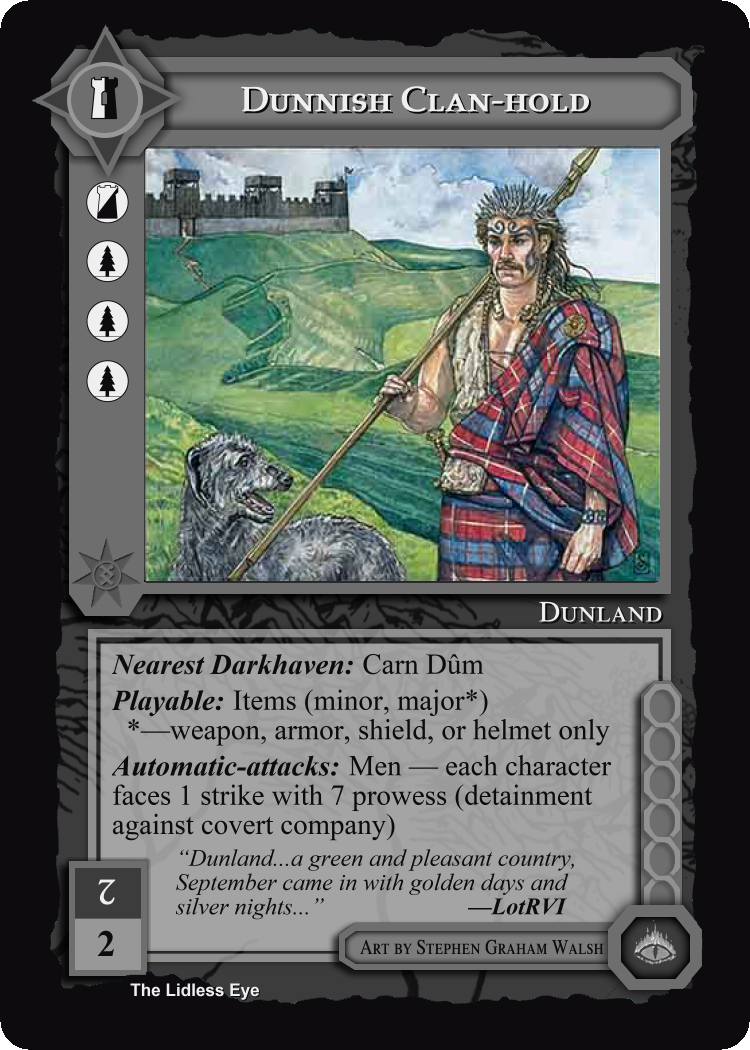 Dunnish Clan-hold
Dunland
Nearest Darkhaven: Carn Dûm
Playable: Items (minor, major*)
*—weapon, armor, shield, or helmet only
Automatic-attacks: Men — each character
faces 1 strike with 7 prowess (detainment
against covert company)
“Dunland...a green and pleasant country,
September came in with golden days and
silver nights...” —LotRVI
2
2
Art by Stephen Graham Walsh
The Lidless Eye